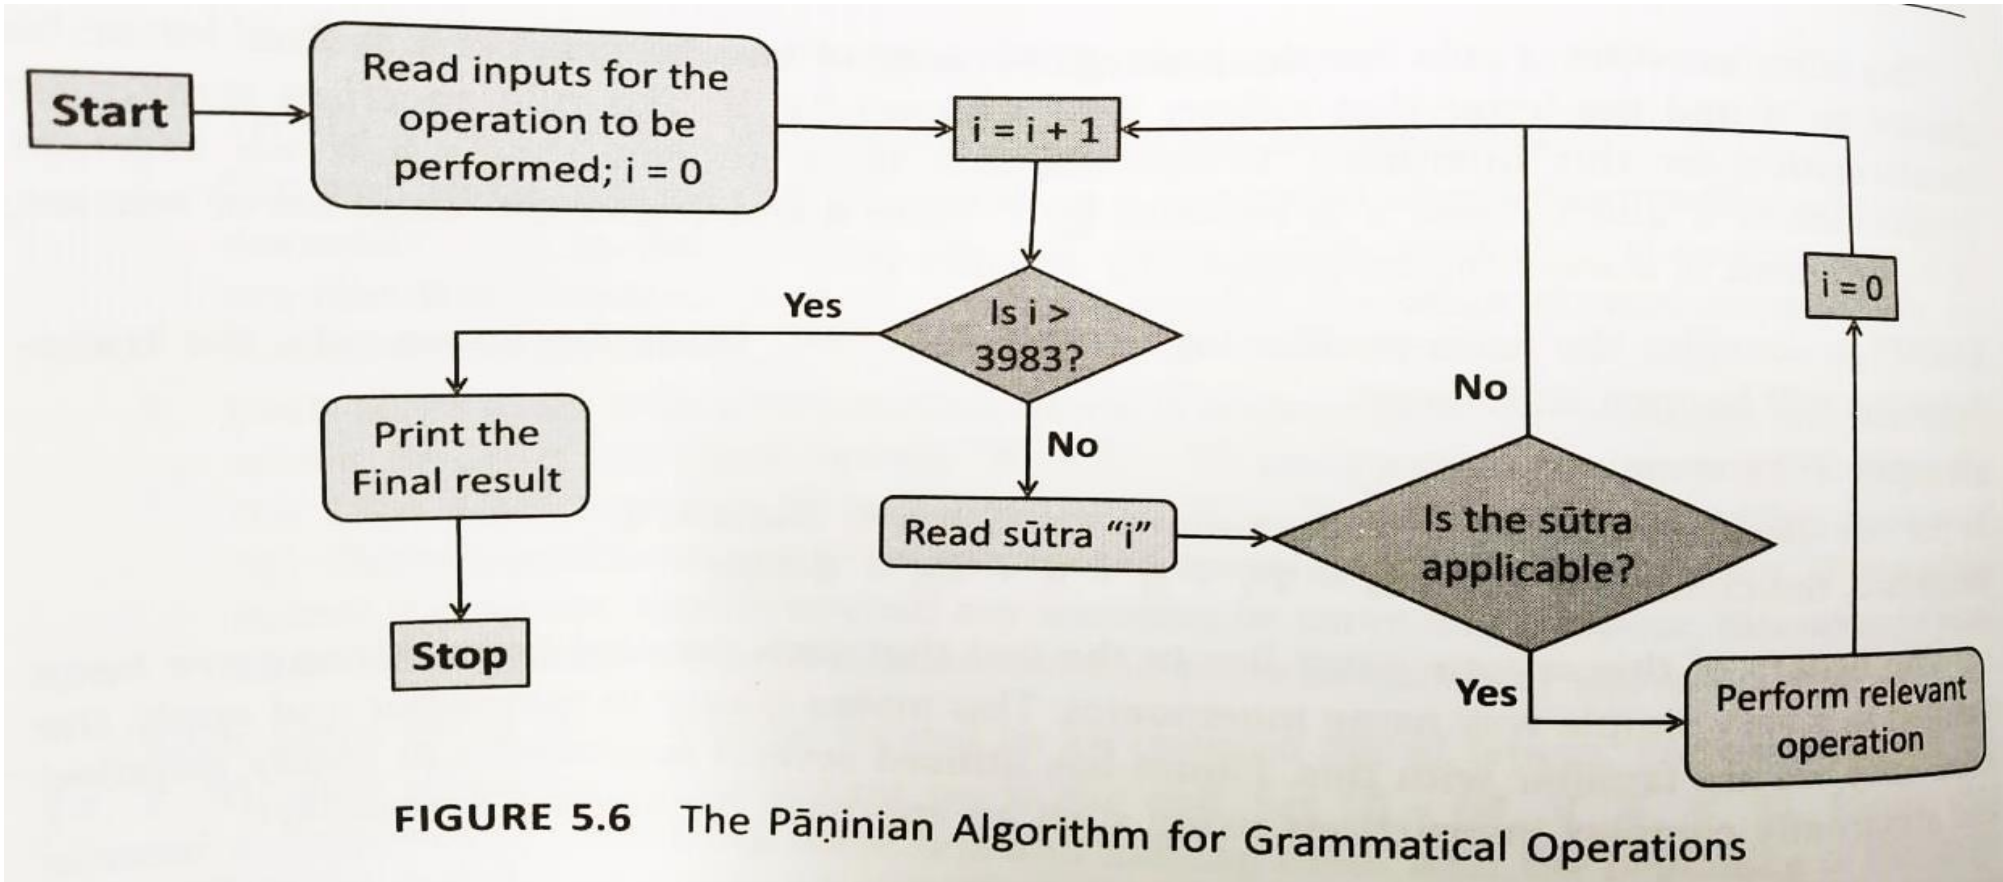 Start
Read inputs for the
operation to be
performed; i = 0
i = i + 1
i = 0
Is i >
3983?
Yes
No
Print the
Final result
Stop
Read sūtra “i”
Is the sūtra
applicable?
No
Yes
Perform relevant
operation
FIGURE 5.6 The Pāṇinian Algorithm for Grammatical Operations